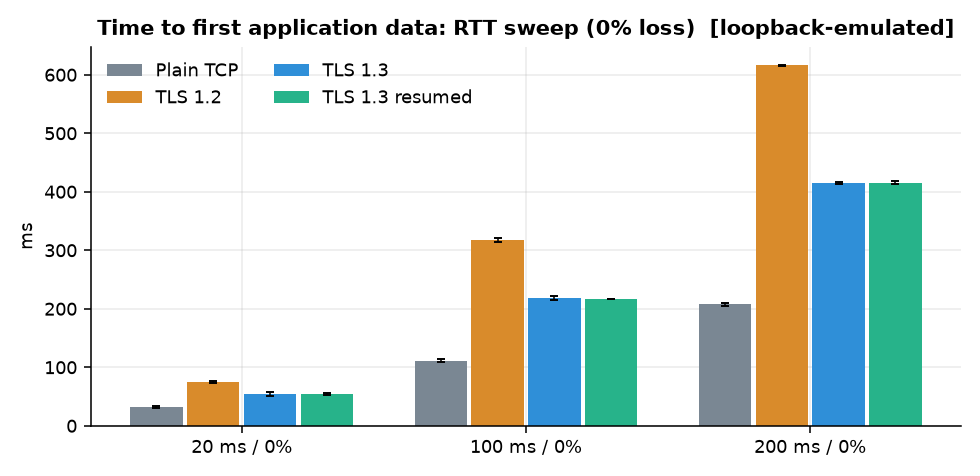 Time to first application data: RTT sweep (0% loss)  [loopback-emulated]
Plain TCP
TLS 1.2
TLS 1.3
TLS 1.3 resumed
ms
600
500
400
300
200
100
0
20 ms / 0%
100 ms / 0%
200 ms / 0%